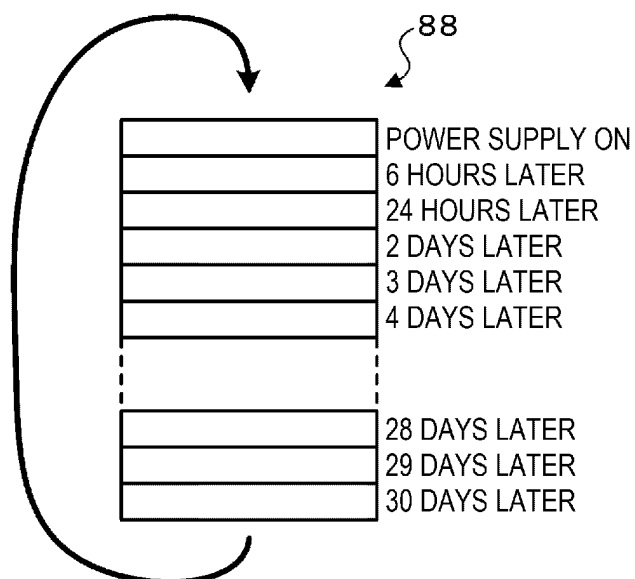 88
POWER SUPPLY ON
6 HOURS LATER
24 HOURS LATER
2 DAYS LATER
3 DAYS LATER
4 DAYS LATER
28 DAYS LATER
29 DAYS LATER
30 DAYS LATER